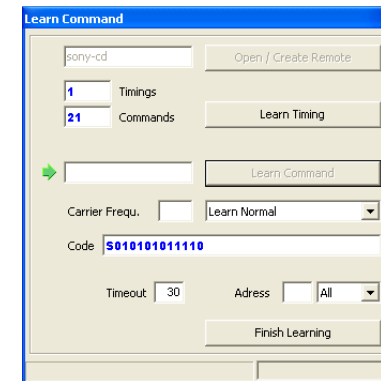 Learn Command
sony-cd Open / Create Remote
1 Timings
21 Commands Learn Timing
Learn Command
Carrier Frequ. Learn Normal
Code S010101011110
Timeout 30 Adress All
Finish Learning